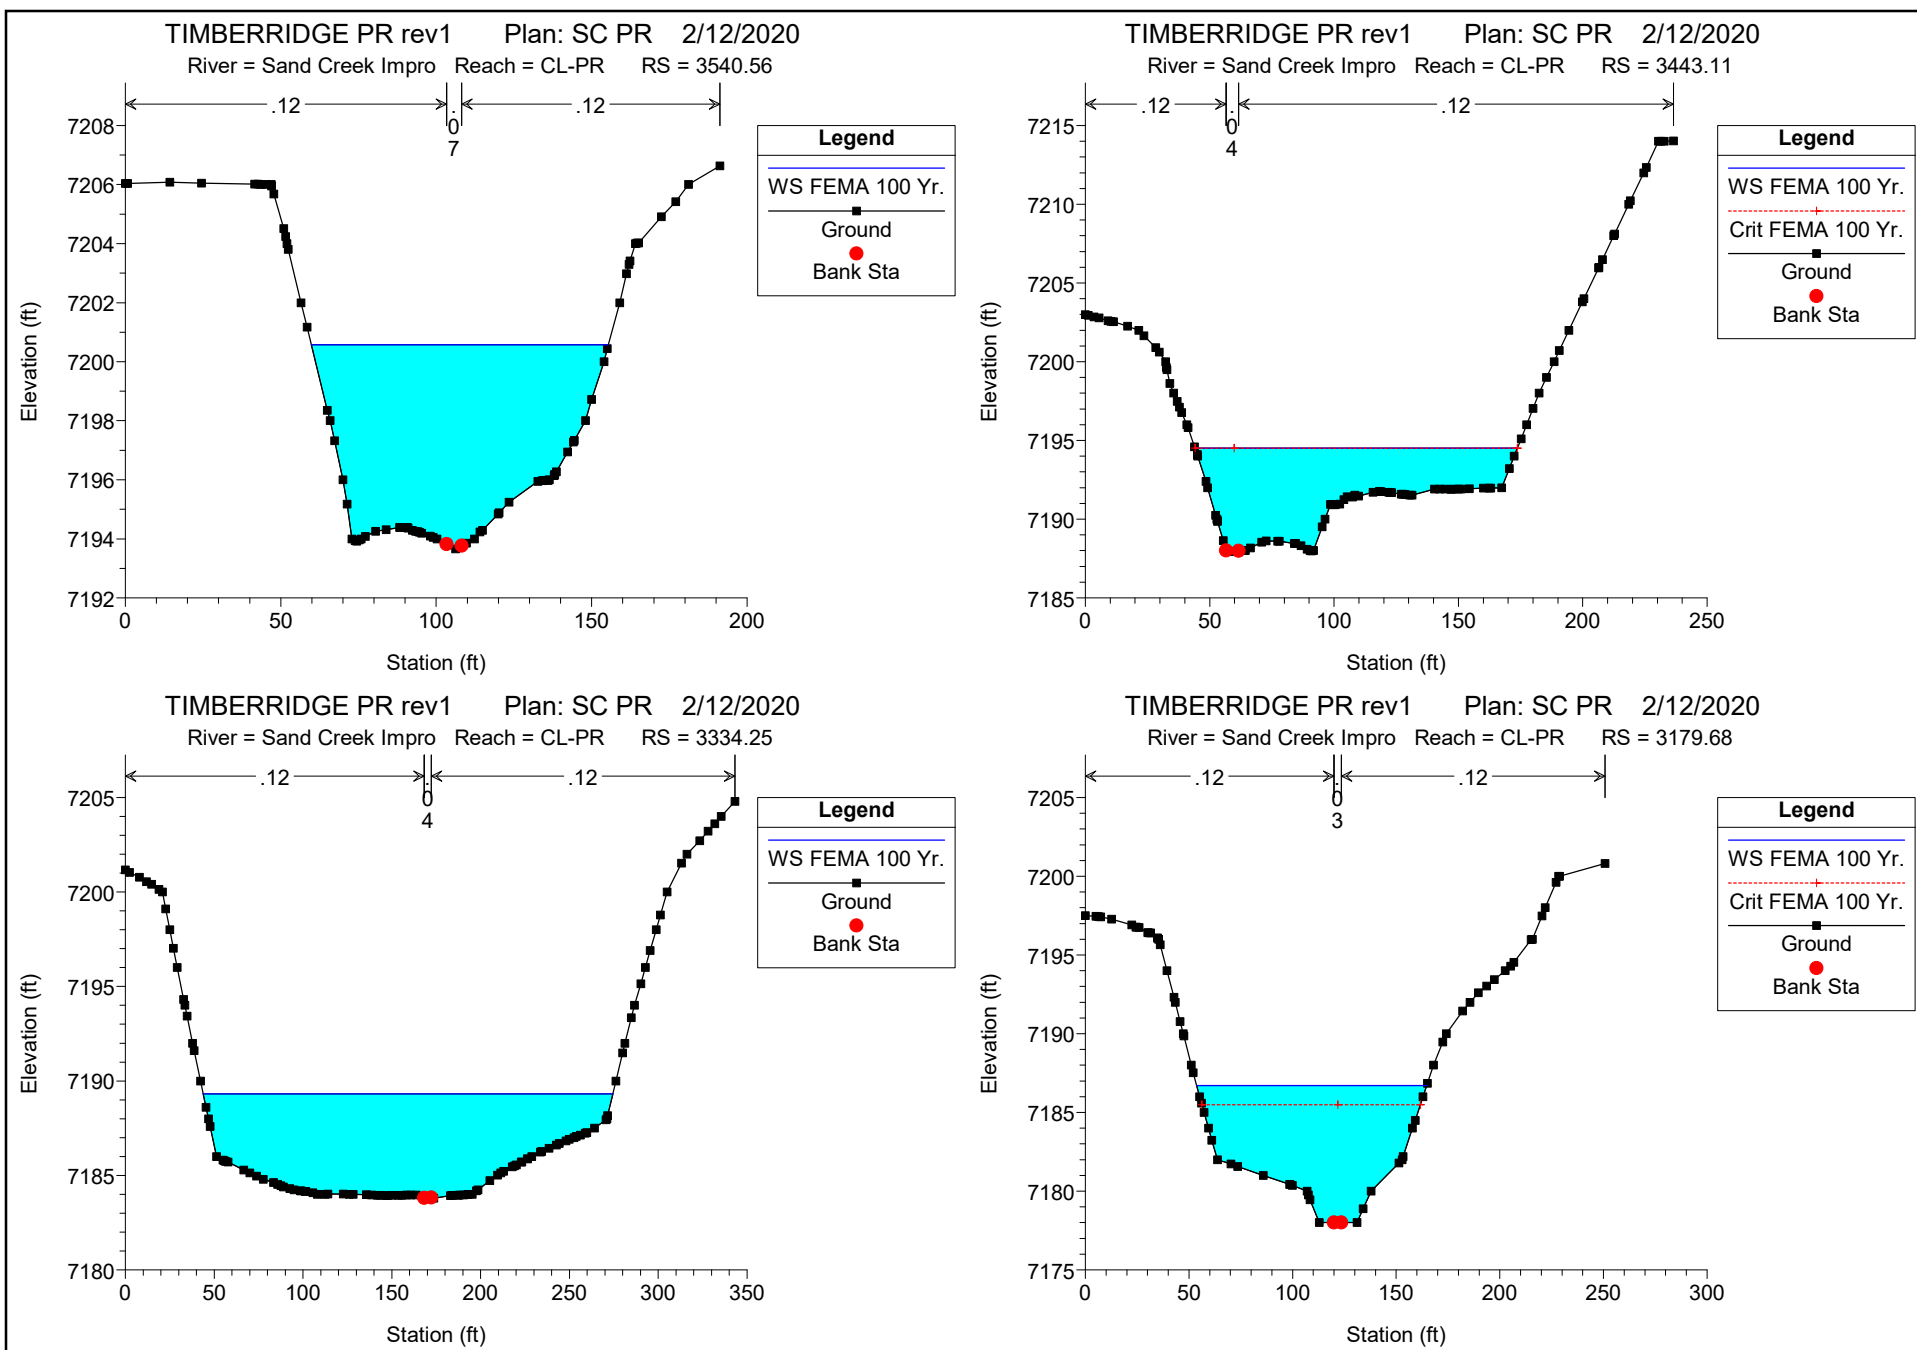 TIMBERRIDGE PR rev1 Plan: SC PR 2/12/2020
River = Sand Creek Impro Reach = CL-PR RS = 3540.56
.12
.07
.12
7208
7206
7204
7202
7200
7198
7196
7194
7192
Elevation (ft)
0 50 100 150 200
Station (ft)
Legend
WS FEMA 100 Yr.
Ground
Bank Sta
TIMBERRIDGE PR rev1 Plan: SC PR 2/12/2020
River = Sand Creek Impro Reach = CL-PR RS = 3443.11
.12
.04
.12
7215
7210
7205
7200
7195
7190
7185
Elevation (ft)
0 50 100 150 200 250
Station (ft)
Legend
WS FEMA 100 Yr.
Crit FEMA 100 Yr.
Ground
Bank Sta
TIMBERRIDGE PR rev1 Plan: SC PR 2/12/2020
River = Sand Creek Impro Reach = CL-PR RS = 3334.25
.12
.04
.12
7205
7200
7195
7190
7185
7180
Elevation (ft)
0 50 100 150 200 250 300 350
Station (ft)
Legend
WS FEMA 100 Yr.
Ground
Bank Sta
TIMBERRIDGE PR rev1 Plan: SC PR 2/12/2020
River = Sand Creek Impro Reach = CL-PR RS = 3179.68
.12
.03
.12
7205
7200
7195
7190
7185
7180
7175
Elevation (ft)
0 50 100 150 200 250 300
Station (ft)
Legend
WS FEMA 100 Yr.
Crit FEMA 100 Yr.
Ground
Bank Sta